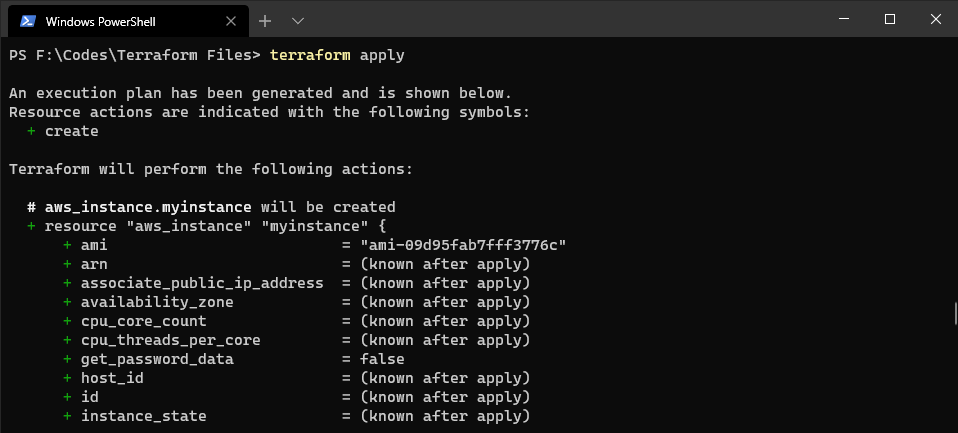 Windows PowerShell
PS F:\Codes\Terraform Files> terraform apply
An execution plan has been generated and is shown below.
Resource actions are indicated with the following symbols:
  + create
Terraform will perform the following actions:
  # aws_instance.myinstance will be created
  + resource "aws_instance" "myinstance" {
      + ami                          = "ami-09d95fab7fff3776c"
      + arn                          = (known after apply)
      + associate_public_ip_address  = (known after apply)
      + availability_zone            = (known after apply)
      + cpu_core_count               = (known after apply)
      + cpu_threads_per_core         = (known after apply)
      + get_password_data            = false
      + host_id                      = (known after apply)
      + id                           = (known after apply)
      + instance_state               = (known after apply)